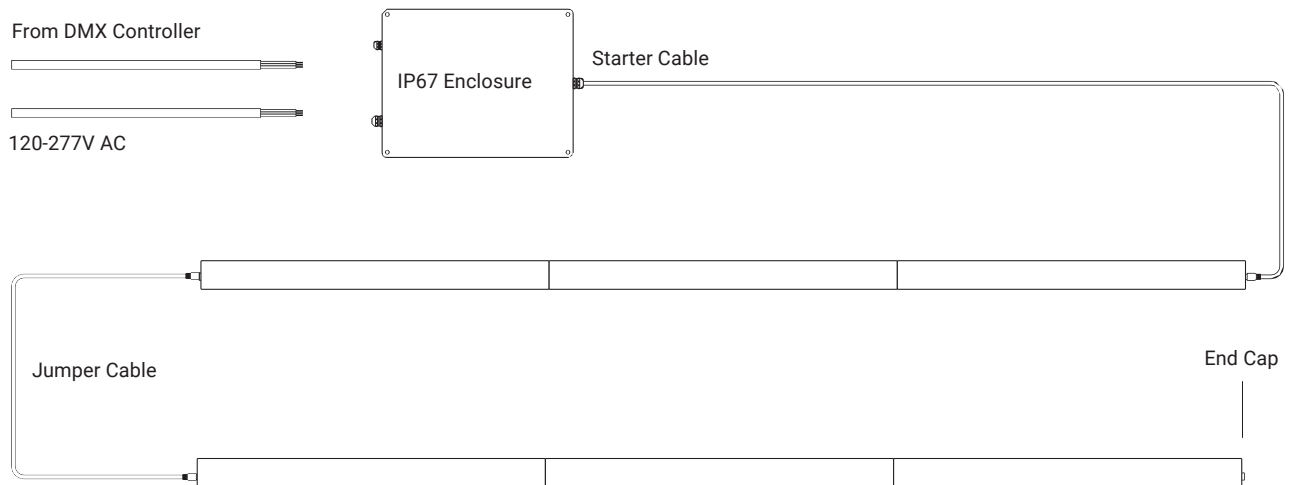 From DMX Controller
IP67 Enclosure
Starter Cable
120-277V AC
Jumper Cable
End Cap